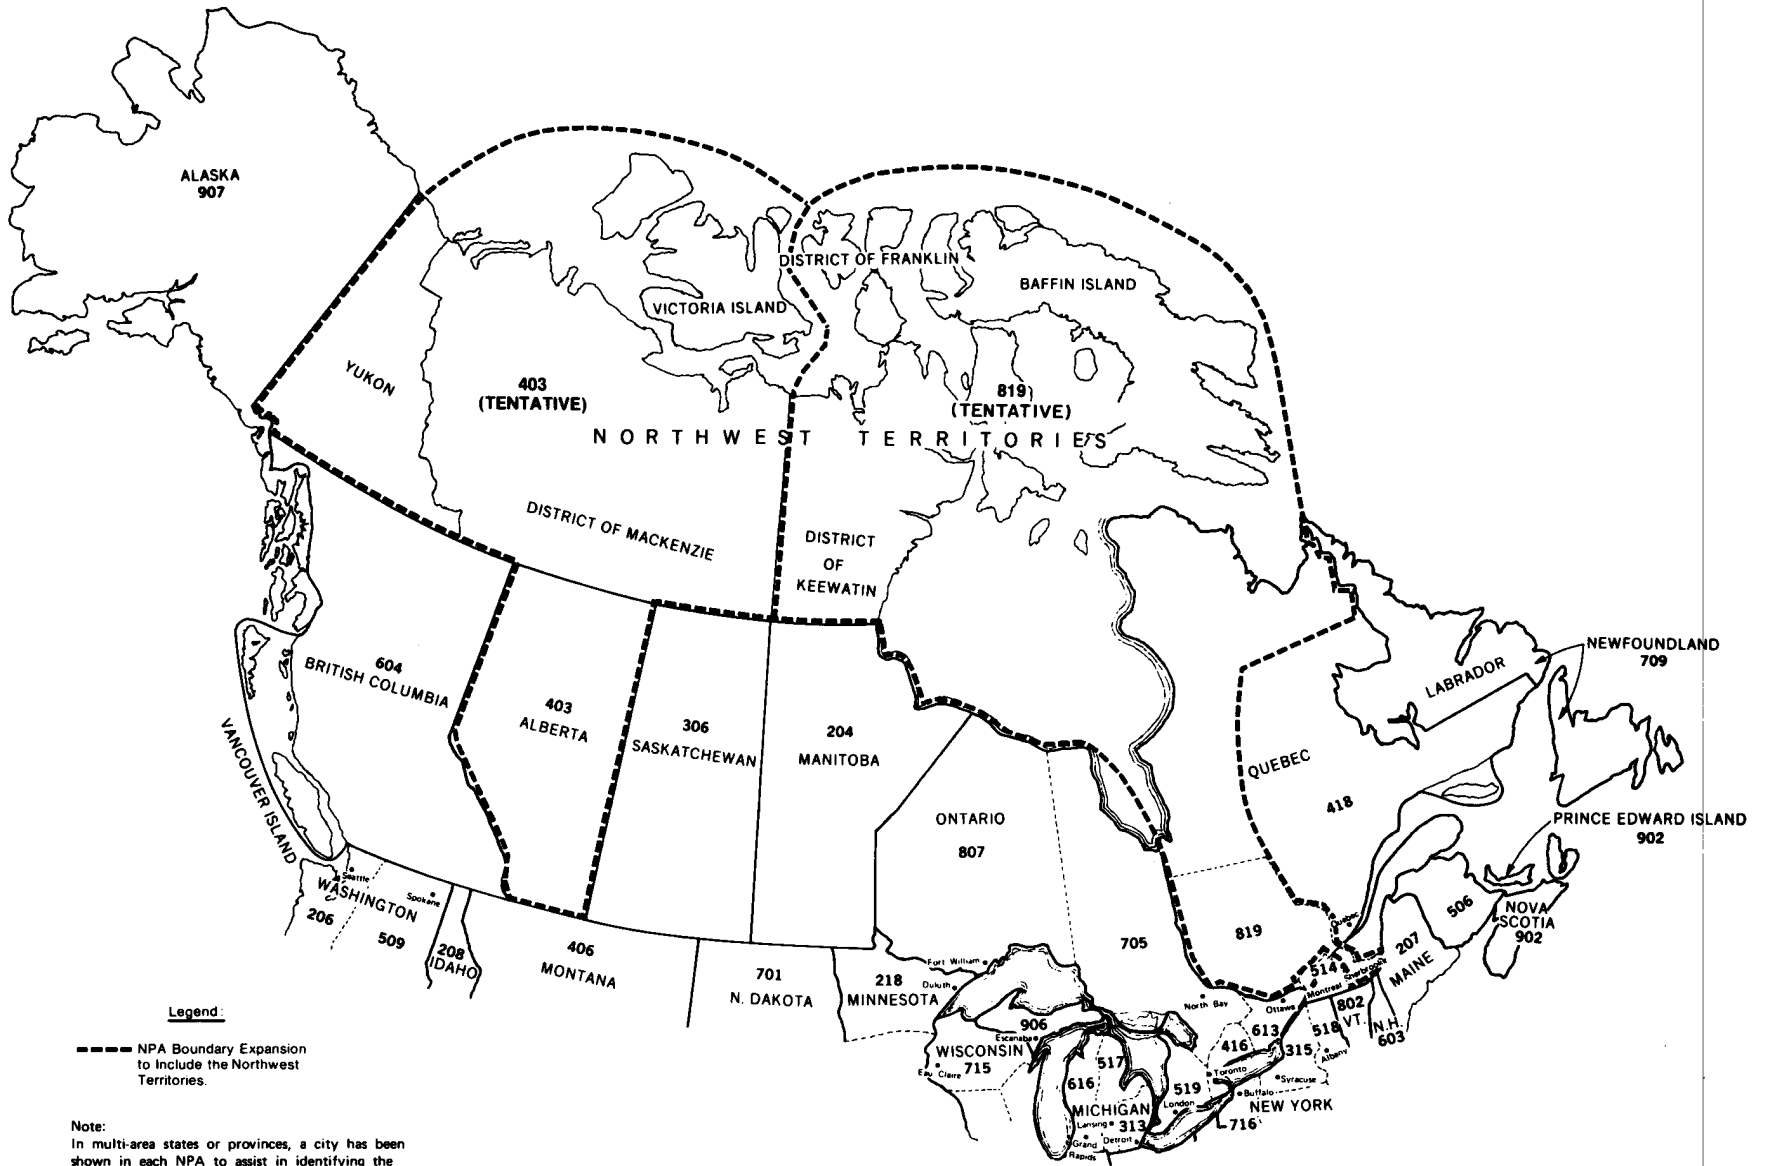 ALASKA
907
DISTRICT OF FRANKLIN
BAFFIN ISLAND
VICTORIA ISLAND
YUKON
403
(TENTATIVE)
819
(TENTATIVE)
NORTHWEST TERRITORIES
DISTRICT OF MACKENZIE
DISTRICT
OF
KEEWATIN
604
BRITISH COLUMBIA
403
ALBERTA
306
SASKATCHEWAN
204
MANITOBA
VANCOUVER ISLAND
ONTARIO
807
705
QUEBEC
418
819
LABRADOR
NEWFOUNDLAND
709
PRINCE EDWARD ISLAND
902
506
NOVA
SCOTIA
902
207
MAINE
Quebec
514
Sherbrooke
Montreal
Ottawa
802
VT.
N.H.
603
518
Albany
315
Syracuse
613
416
Toronto
North Bay
519
London
Buffalo
NEW YORK
716
Seattle
WASHINGTON
206
Spokane
509
208
IDAHO
406
MONTANA
701
N. DAKOTA
218
MINNESOTA
Fort William
Duluth
906
Escanaba
WISCONSIN
715
Eau Claire
517
616
MICHIGAN
Lansing
313
Grand
Rapids
Detroit
Legend:
NPA Boundary Expansion
to Include the Northwest
Territories.
Note:
In multi-area states or provinces, a city has been
shown in each NPA to assist in identifying the